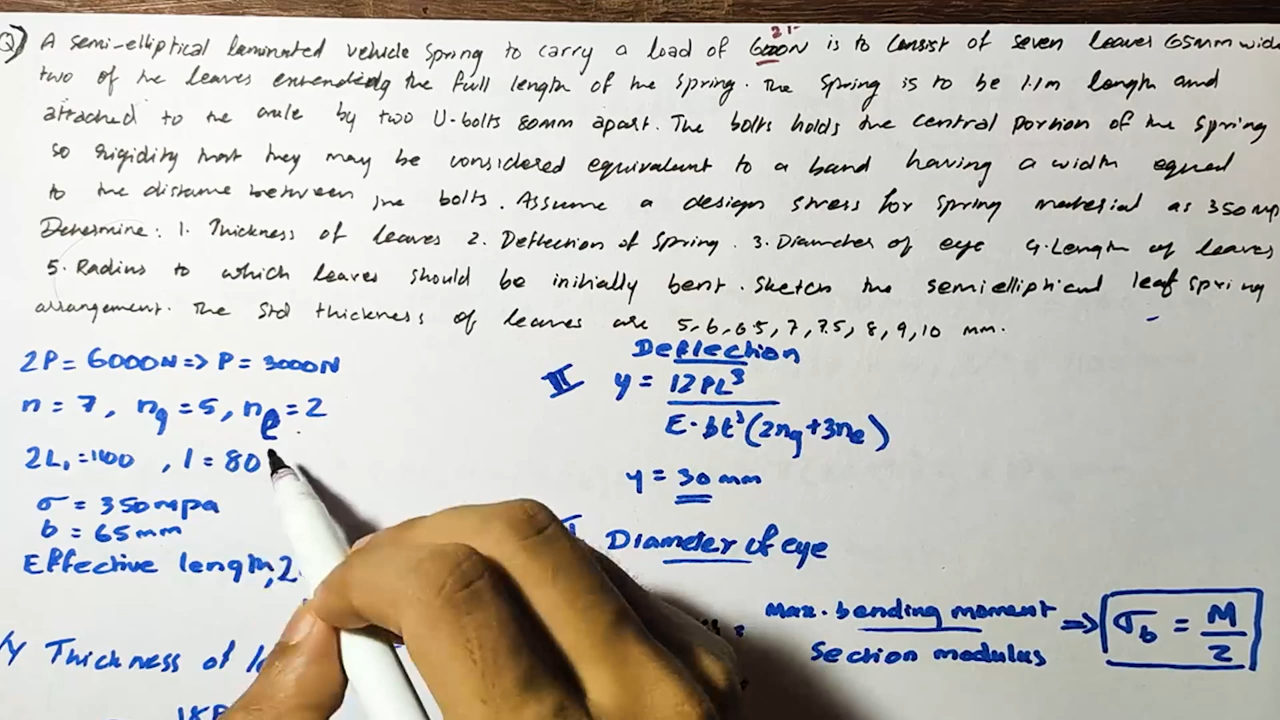 Q) A semi-elliptical laminated vehicle spring to carry a load of 6000N is to consist of seven leaves 65mm wide
two of the leaves extending the full length of the spring. The spring is to be 1.1m length and
attached to the axle by two U-bolts 80mm apart. The bolts holds the central portion of the spring
so rigidity that they may be considered equivalent to a band having a width equal
to the distance between the bolts. Assume a design stress for spring material as 350 mp
Determine: 1. Thickness of leaves 2. Deflection of spring. 3. Diameter of eye 4. Length of leaves
5. Radius to which leaves should be initially bent. Sketch the semielliptical leaf spring
arrangement. The std thickness of leaves are 5, 6, 6.5, 7, 7.5, 8, 9, 10 mm.
2P = 6000N => P = 3000N
n = 7, ng = 5, ne = 2
2L1 = 1100, l = 80
σ = 350mpa
b = 65mm
Effective length, 2
Thickness of
Deflection
II y = 12PL³
E.bt³(2ng+3ne)
y = 30 mm
Diameter of eye
Max. bending moment
Section modulus
=> σb = M
Z